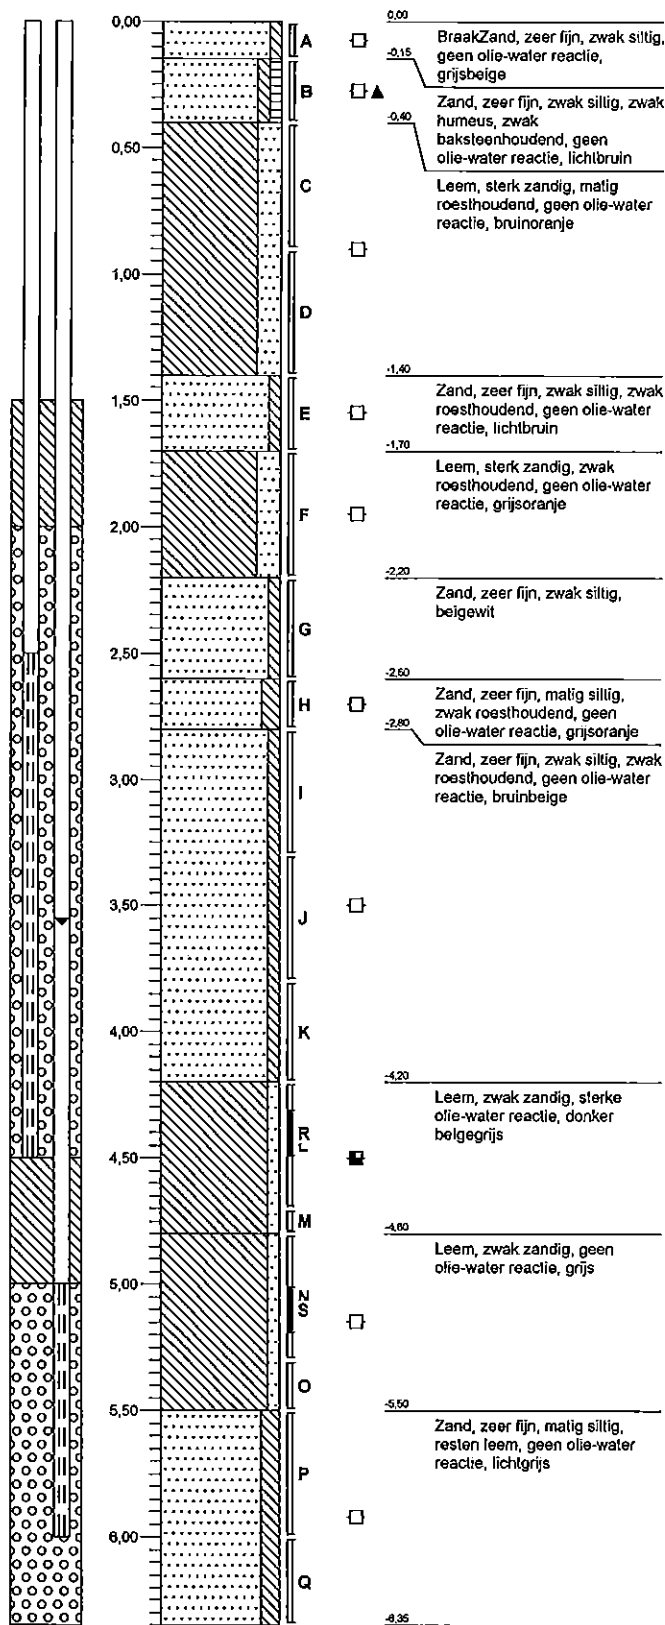 0,00
A
0,00
BraakZand, zeer fijn, zwak siltig,
geen olie-water reactie,
grijsbeige
-0,15
B
Zand, zeer fijn, zwak siltig, zwak
humeus, zwak
baksteenhoudend, geen
olie-water reactie, lichtbruin
-0,40
0,50
C
Leem, sterk zandig, matig
roesthoudend, geen olie-water
reactie, bruinoranje
1,00
D
-1,40
1,50
E
Zand, zeer fijn, zwak siltig, zwak
roesthoudend, geen olie-water
reactie, lichtbruin
-1,70
F
Leem, sterk zandig, zwak
roesthoudend, geen olie-water
reactie, grijsoranje
2,00
-2,20
G
Zand, zeer fijn, zwak siltig,
beigewit
2,50
-2,60
H
Zand, zeer fijn, matig siltig,
zwak roesthoudend, geen
olie-water reactie, grijsoranje
-2,80
I
Zand, zeer fijn, zwak siltig, zwak
roesthoudend, geen olie-water
reactie, bruinbeige
3,00
3,50
J
4,00
K
-4,20
Leem, zwak zandig, sterke
olie-water reactie, donker
beigegrijs
R
L
4,50
M
-4,80
Leem, zwak zandig, geen
olie-water reactie, grijs
5,00
N
S
O
5,50
-5,50
P
Zand, zeer fijn, matig siltig,
resten leem, geen olie-water
reactie, lichtgrijs
6,00
Q
-6,35